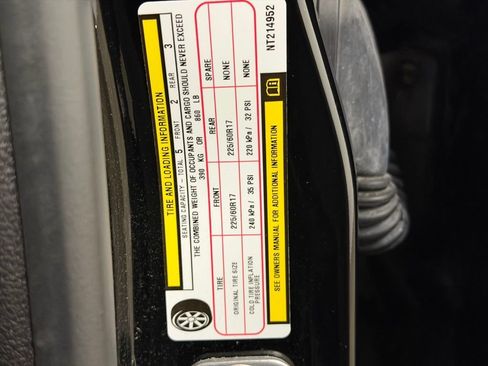 TIRE AND LOADING INFORMATION
SEATING CAPACITY - TOTAL 5 FRONT 2 REAR 3
THE COMBINED WEIGHT OF OCCUPANTS AND CARGO SHOULD NEVER EXCEED
390 KG OR 860 LB
TIRE FRONT REAR SPARE
ORIGINAL TIRE SIZE 225/60R17 225/60R17 NONE
COLD TIRE INFLATION PRESSURE 240 kPa / 35 PSI 220 kPa / 32 PSI NONE
SEE OWNERS MANUAL FOR ADDITIONAL INFORMATION
NT214952